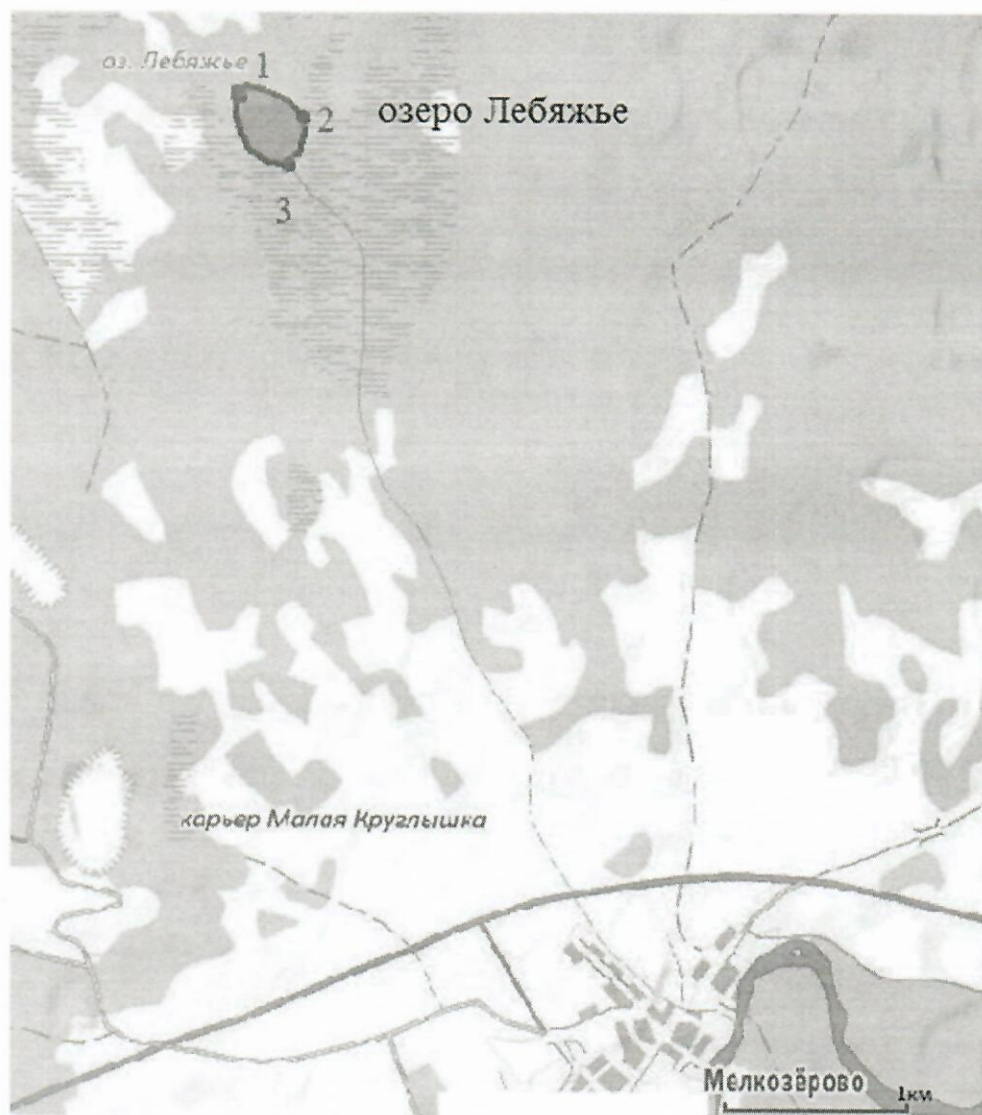 оз. Лебяжье
1
2
озеро Лебяжье
3
карьер Малая Круглышка
Мелкозёрово
1км